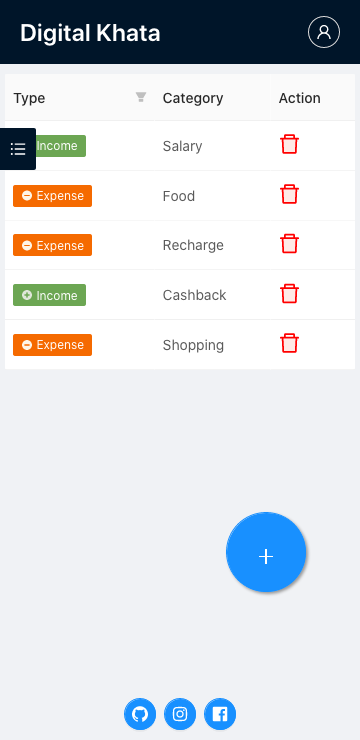 Digital Khata
Type Category Action
Income Salary
Expense Food
Expense Recharge
Income Cashback
Expense Shopping